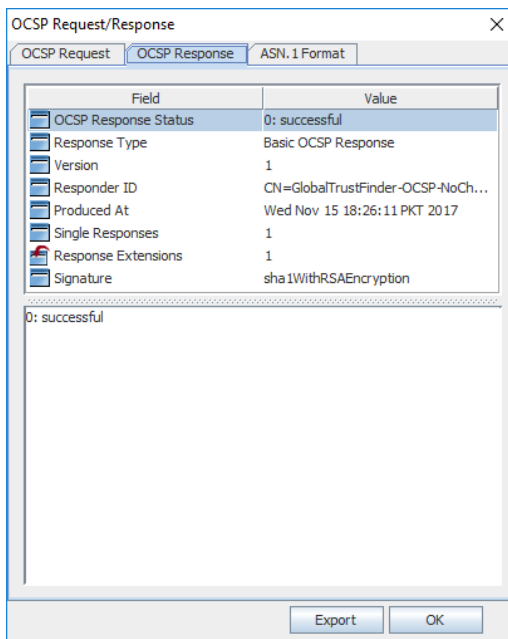 OCSP Request/Response
OCSP Request OCSP Response ASN.1 Format
Field Value
OCSP Response Status 0: successful
Response Type Basic OCSP Response
Version 1
Responder ID CN=GlobalTrustFinder-OCSP-NoCh...
Produced At Wed Nov 15 18:26:11 PKT 2017
Single Responses 1
Response Extensions 1
Signature sha1WithRSAEncryption
0: successful
Export OK